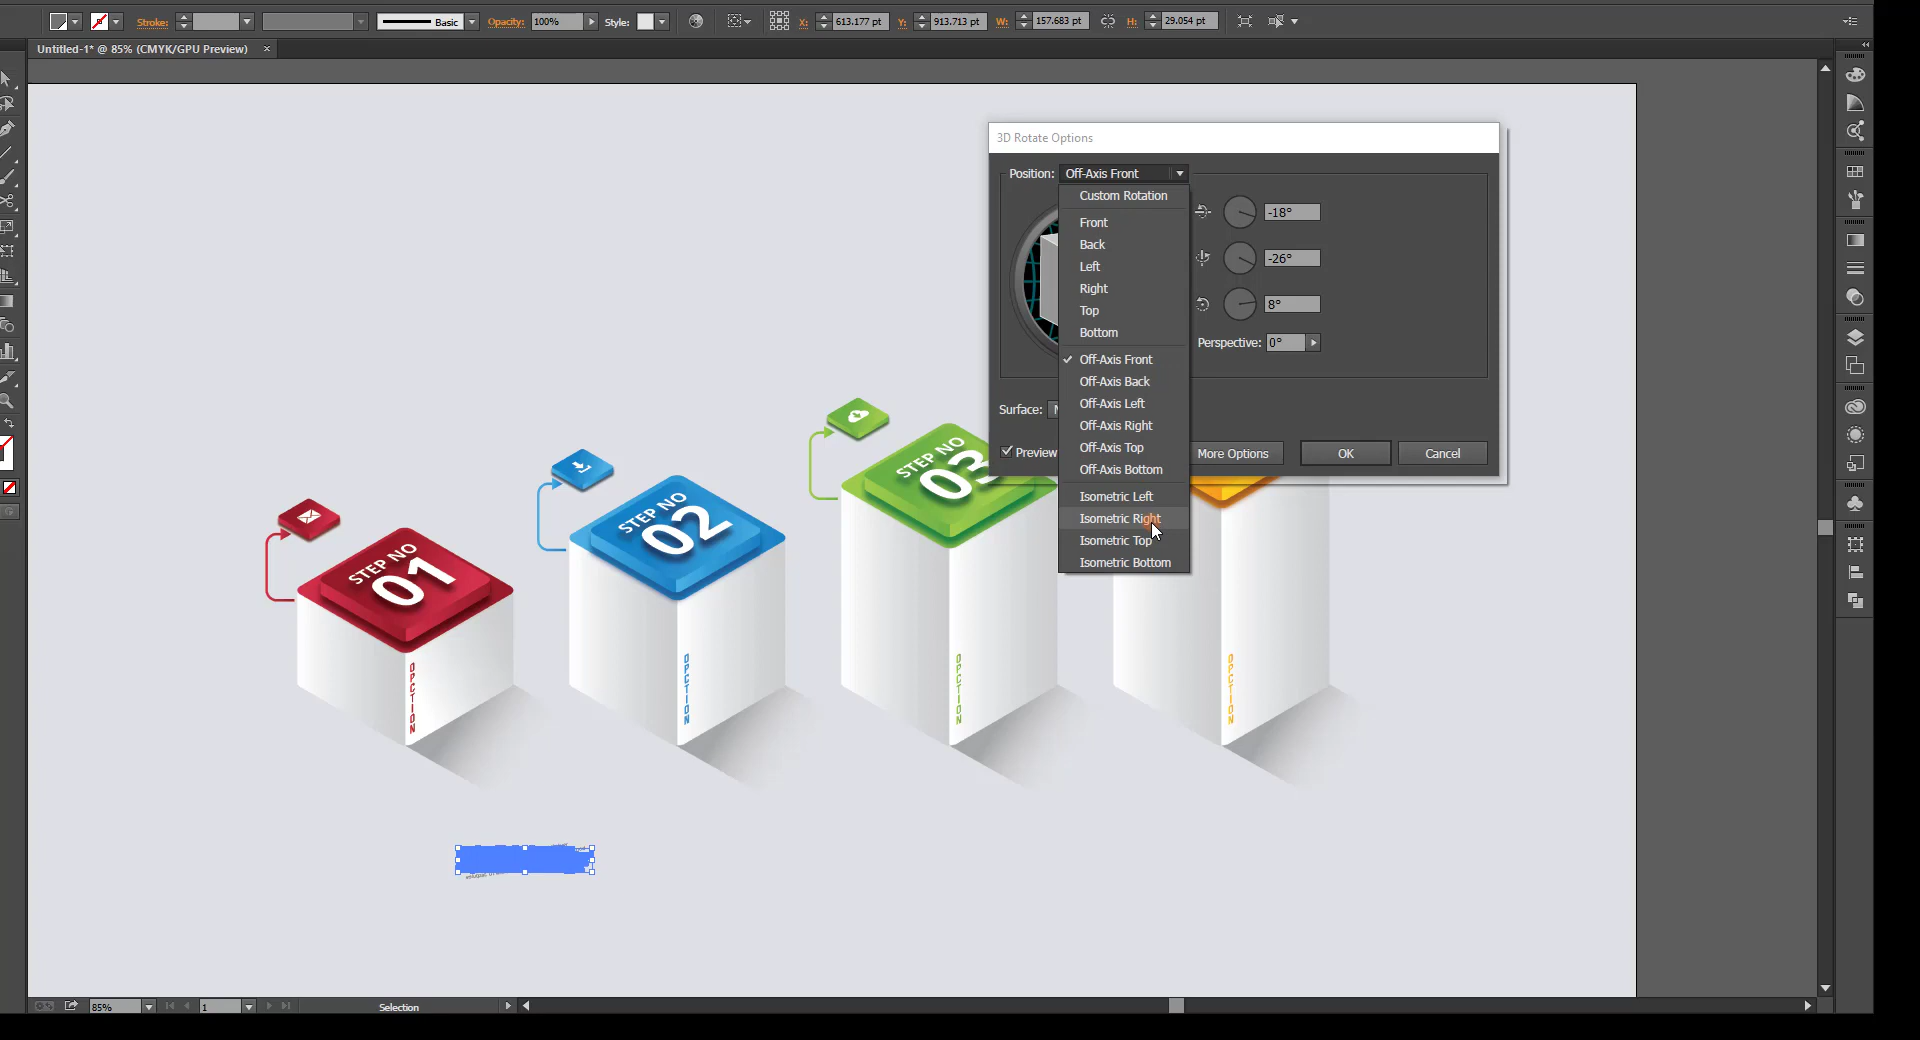 Stroke: Basic Opacity: 100% Style: X: 613.177 pt Y: 913.713 pt W: 157.683 pt H: 29.054 pt
Untitled-1* @ 85% (CMYK/GPU Preview) ×
3D Rotate Options
Position: Off-Axis Front
Custom Rotation
-18°
Front
Back
-26°
Left
Right
8°
Top
Bottom
Perspective: 0°
Off-Axis Front
Off-Axis Back
Off-Axis Left
Surface:
Off-Axis Right
Off-Axis Top
Preview More Options OK Cancel
Off-Axis Bottom
Isometric Left
Isometric Right
Isometric Top
Isometric Bottom
STEP NO
01
STEP NO
02
STEP NO
03
OPCTION
OPCTION
OPCTION
OPCTION
85% 1 Selection